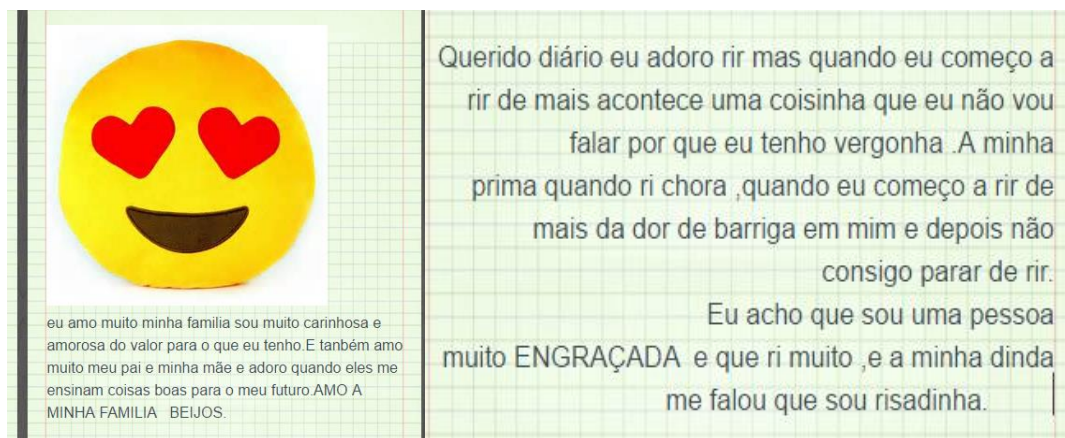 eu amo muito minha familia sou muito carinhosa e
amorosa do valor para o que eu tenho.E tanbém amo
muito meu pai e minha mãe e adoro quando eles me
ensinam coisas boas para o meu futuro.AMO A
MINHA FAMILIA   BEIJOS.
Querido diário eu adoro rir mas quando eu começo a
rir de mais acontece uma coisinha que eu não vou
falar por que eu tenho vergonha .A minha
prima quando ri chora ,quando eu começo a rir de
mais da dor de barriga em mim e depois não
consigo parar de rir.
Eu acho que sou uma pessoa
muito ENGRAÇADA  e que ri muito ,e a minha dinda
me falou que sou risadinha.